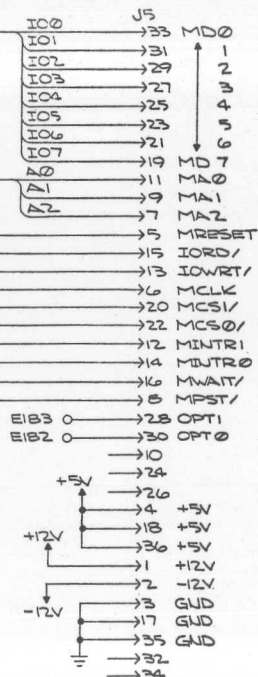 J5
IO0 33 MD0
IO1 31 1
IO2 29 2
IO3 27 3
IO4 25 4
IO5 23 5
IO6 21 6
IO7 19 MD 7
A0 11 MA0
A1 9 MA1
A2 7 MA2
5 MRESET
15 IORD/
13 IOWRT/
6 MCLK
20 MCS1/
22 MCS0/
12 MINTR1
14 MINTR0
16 MWAIT/
8 MPST/
E183 28 OPT1
E182 30 OPT0
10
24
+5V 26
4 +5V
18 +5V
+12V 36 +5V
1 +12V
2 -12V
-12V 3 GND
17 GND
35 GND
32
34